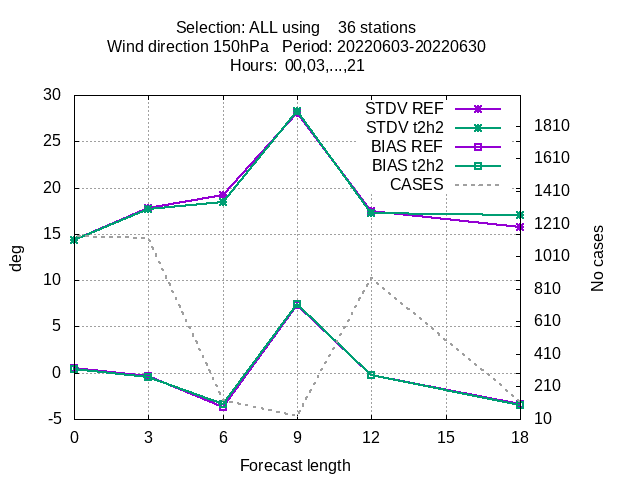 Selection: ALL using    36 stations
Wind direction 150hPa   Period: 20220603-20220630
Hours:  00,03,...,21
STDV REF
STDV t2h2
BIAS REF
BIAS t2h2
CASES
30
25
20
15
10
5
0
-5
deg
1810
1610
1410
1210
1010
810
610
410
210
10
No cases
0 3 6 9 12 15 18
Forecast length